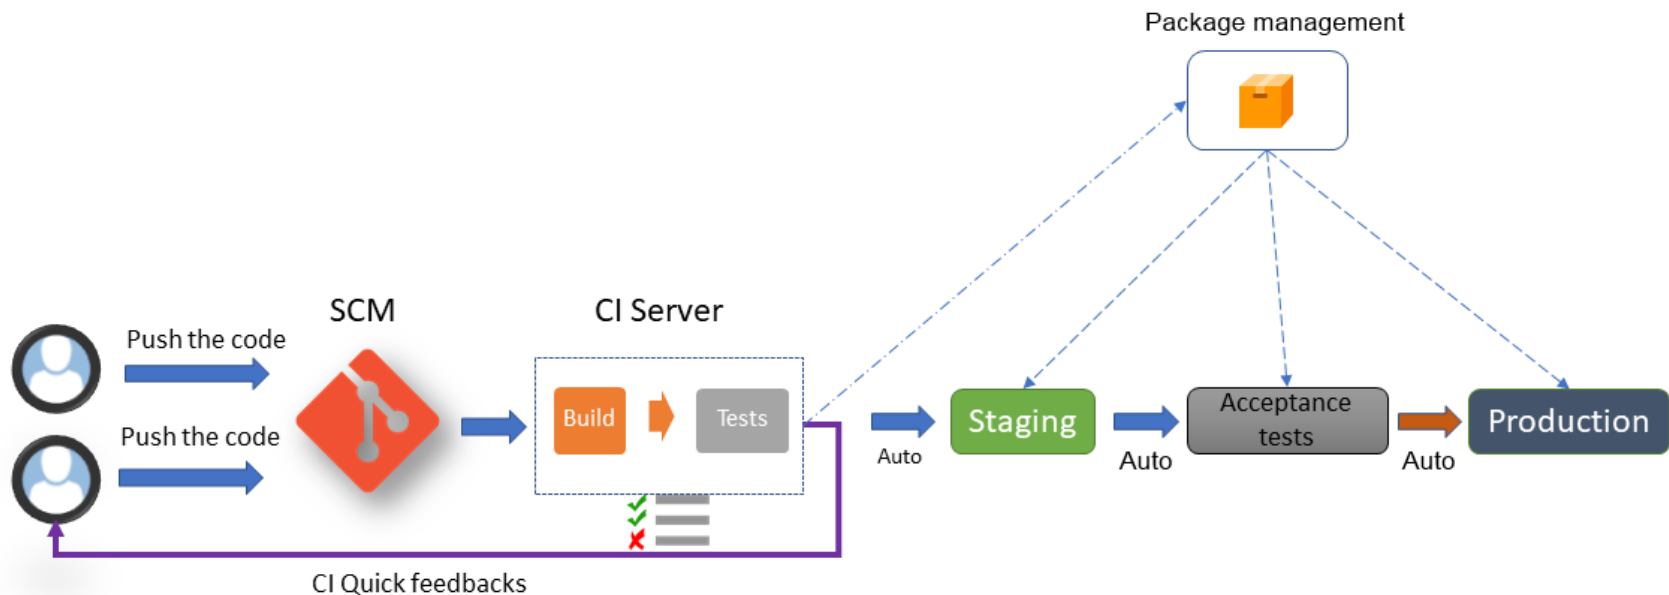 Package management
SCM
CI Server
Push the code
Push the code
Build
Tests
Auto
Staging
Auto
Acceptance
tests
Auto
Production
CI Quick feedbacks